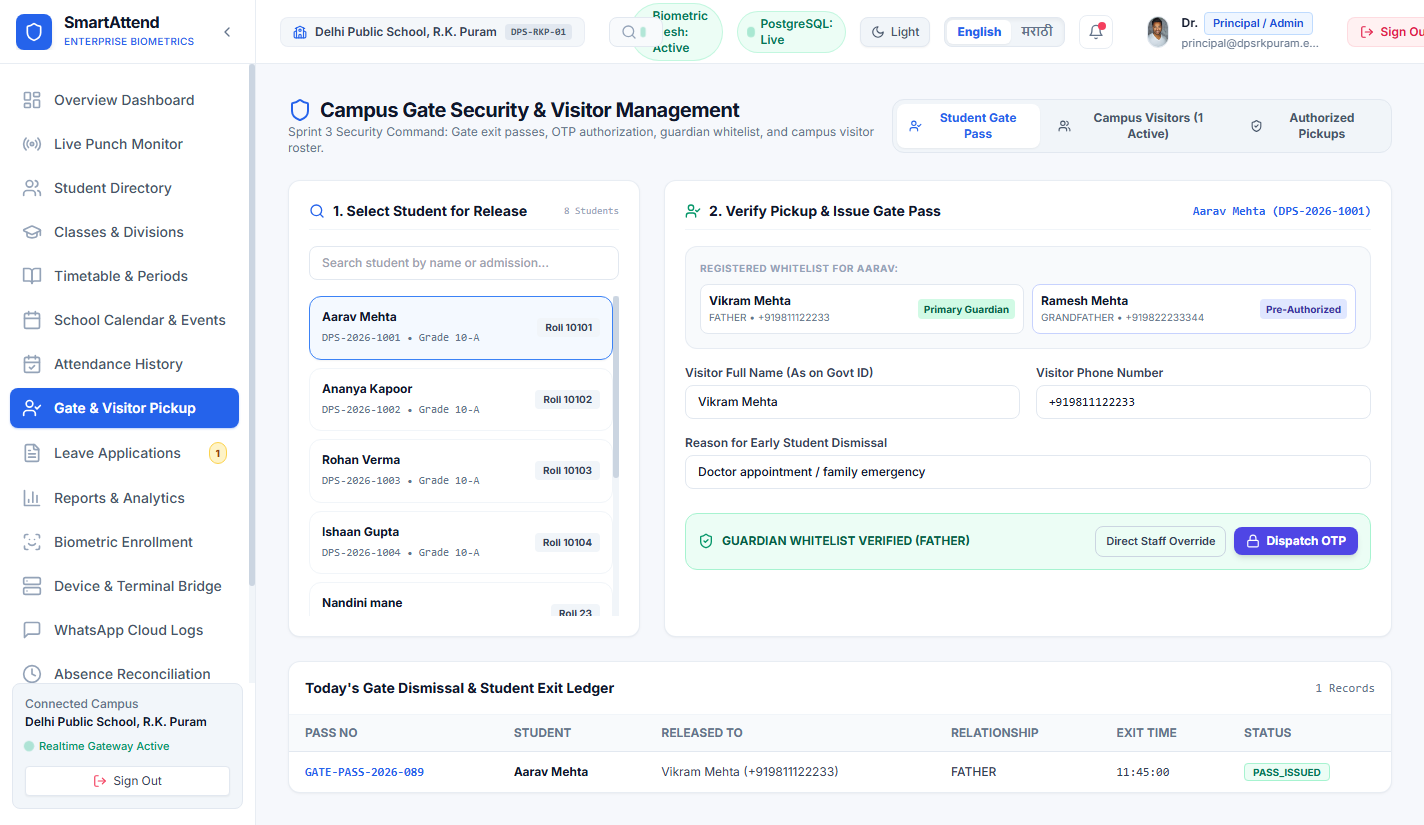 SmartAttend
ENTERPRISE BIOMETRICS
Delhi Public School, R.K. Puram DPS-RKP-01
Biometric
esh:
Active
PostgreSQL:
Live
Light
English मराठी
Dr. Principal / Admin
principal@dpsrkpuram.e...
Sign Ou
Overview Dashboard
Live Punch Monitor
Student Directory
Classes & Divisions
Timetable & Periods
School Calendar & Events
Attendance History
Gate & Visitor Pickup
Leave Applications 1
Reports & Analytics
Biometric Enrollment
Device & Terminal Bridge
WhatsApp Cloud Logs
Absence Reconciliation
Connected Campus
Delhi Public School, R.K. Puram
Realtime Gateway Active
Sign Out
Campus Gate Security & Visitor Management
Sprint 3 Security Command: Gate exit passes, OTP authorization, guardian whitelist, and campus visitor
roster.
Student Gate
Pass
Campus Visitors (1
Active)
Authorized
Pickups
1. Select Student for Release 8 Students
Search student by name or admission...
Aarav Mehta
DPS-2026-1001 • Grade 10-A
Roll 10101
Ananya Kapoor
DPS-2026-1002 • Grade 10-A
Roll 10102
Rohan Verma
DPS-2026-1003 • Grade 10-A
Roll 10103
Ishaan Gupta
DPS-2026-1004 • Grade 10-A
Roll 10104
Nandini mane
Roll 23
2. Verify Pickup & Issue Gate Pass Aarav Mehta (DPS-2026-1001)
REGISTERED WHITELIST FOR AARAV:
Vikram Mehta
FATHER • +919811122233
Primary Guardian
Ramesh Mehta
GRANDFATHER • +919822233344
Pre-Authorized
Visitor Full Name (As on Govt ID)
Vikram Mehta
Visitor Phone Number
+919811122233
Reason for Early Student Dismissal
Doctor appointment / family emergency
GUARDIAN WHITELIST VERIFIED (FATHER) Direct Staff Override Dispatch OTP
Today's Gate Dismissal & Student Exit Ledger 1 Records
PASS NO STUDENT RELEASED TO RELATIONSHIP EXIT TIME STATUS
GATE-PASS-2026-089 Aarav Mehta Vikram Mehta (+919811122233) FATHER 11:45:00 PASS_ISSUED